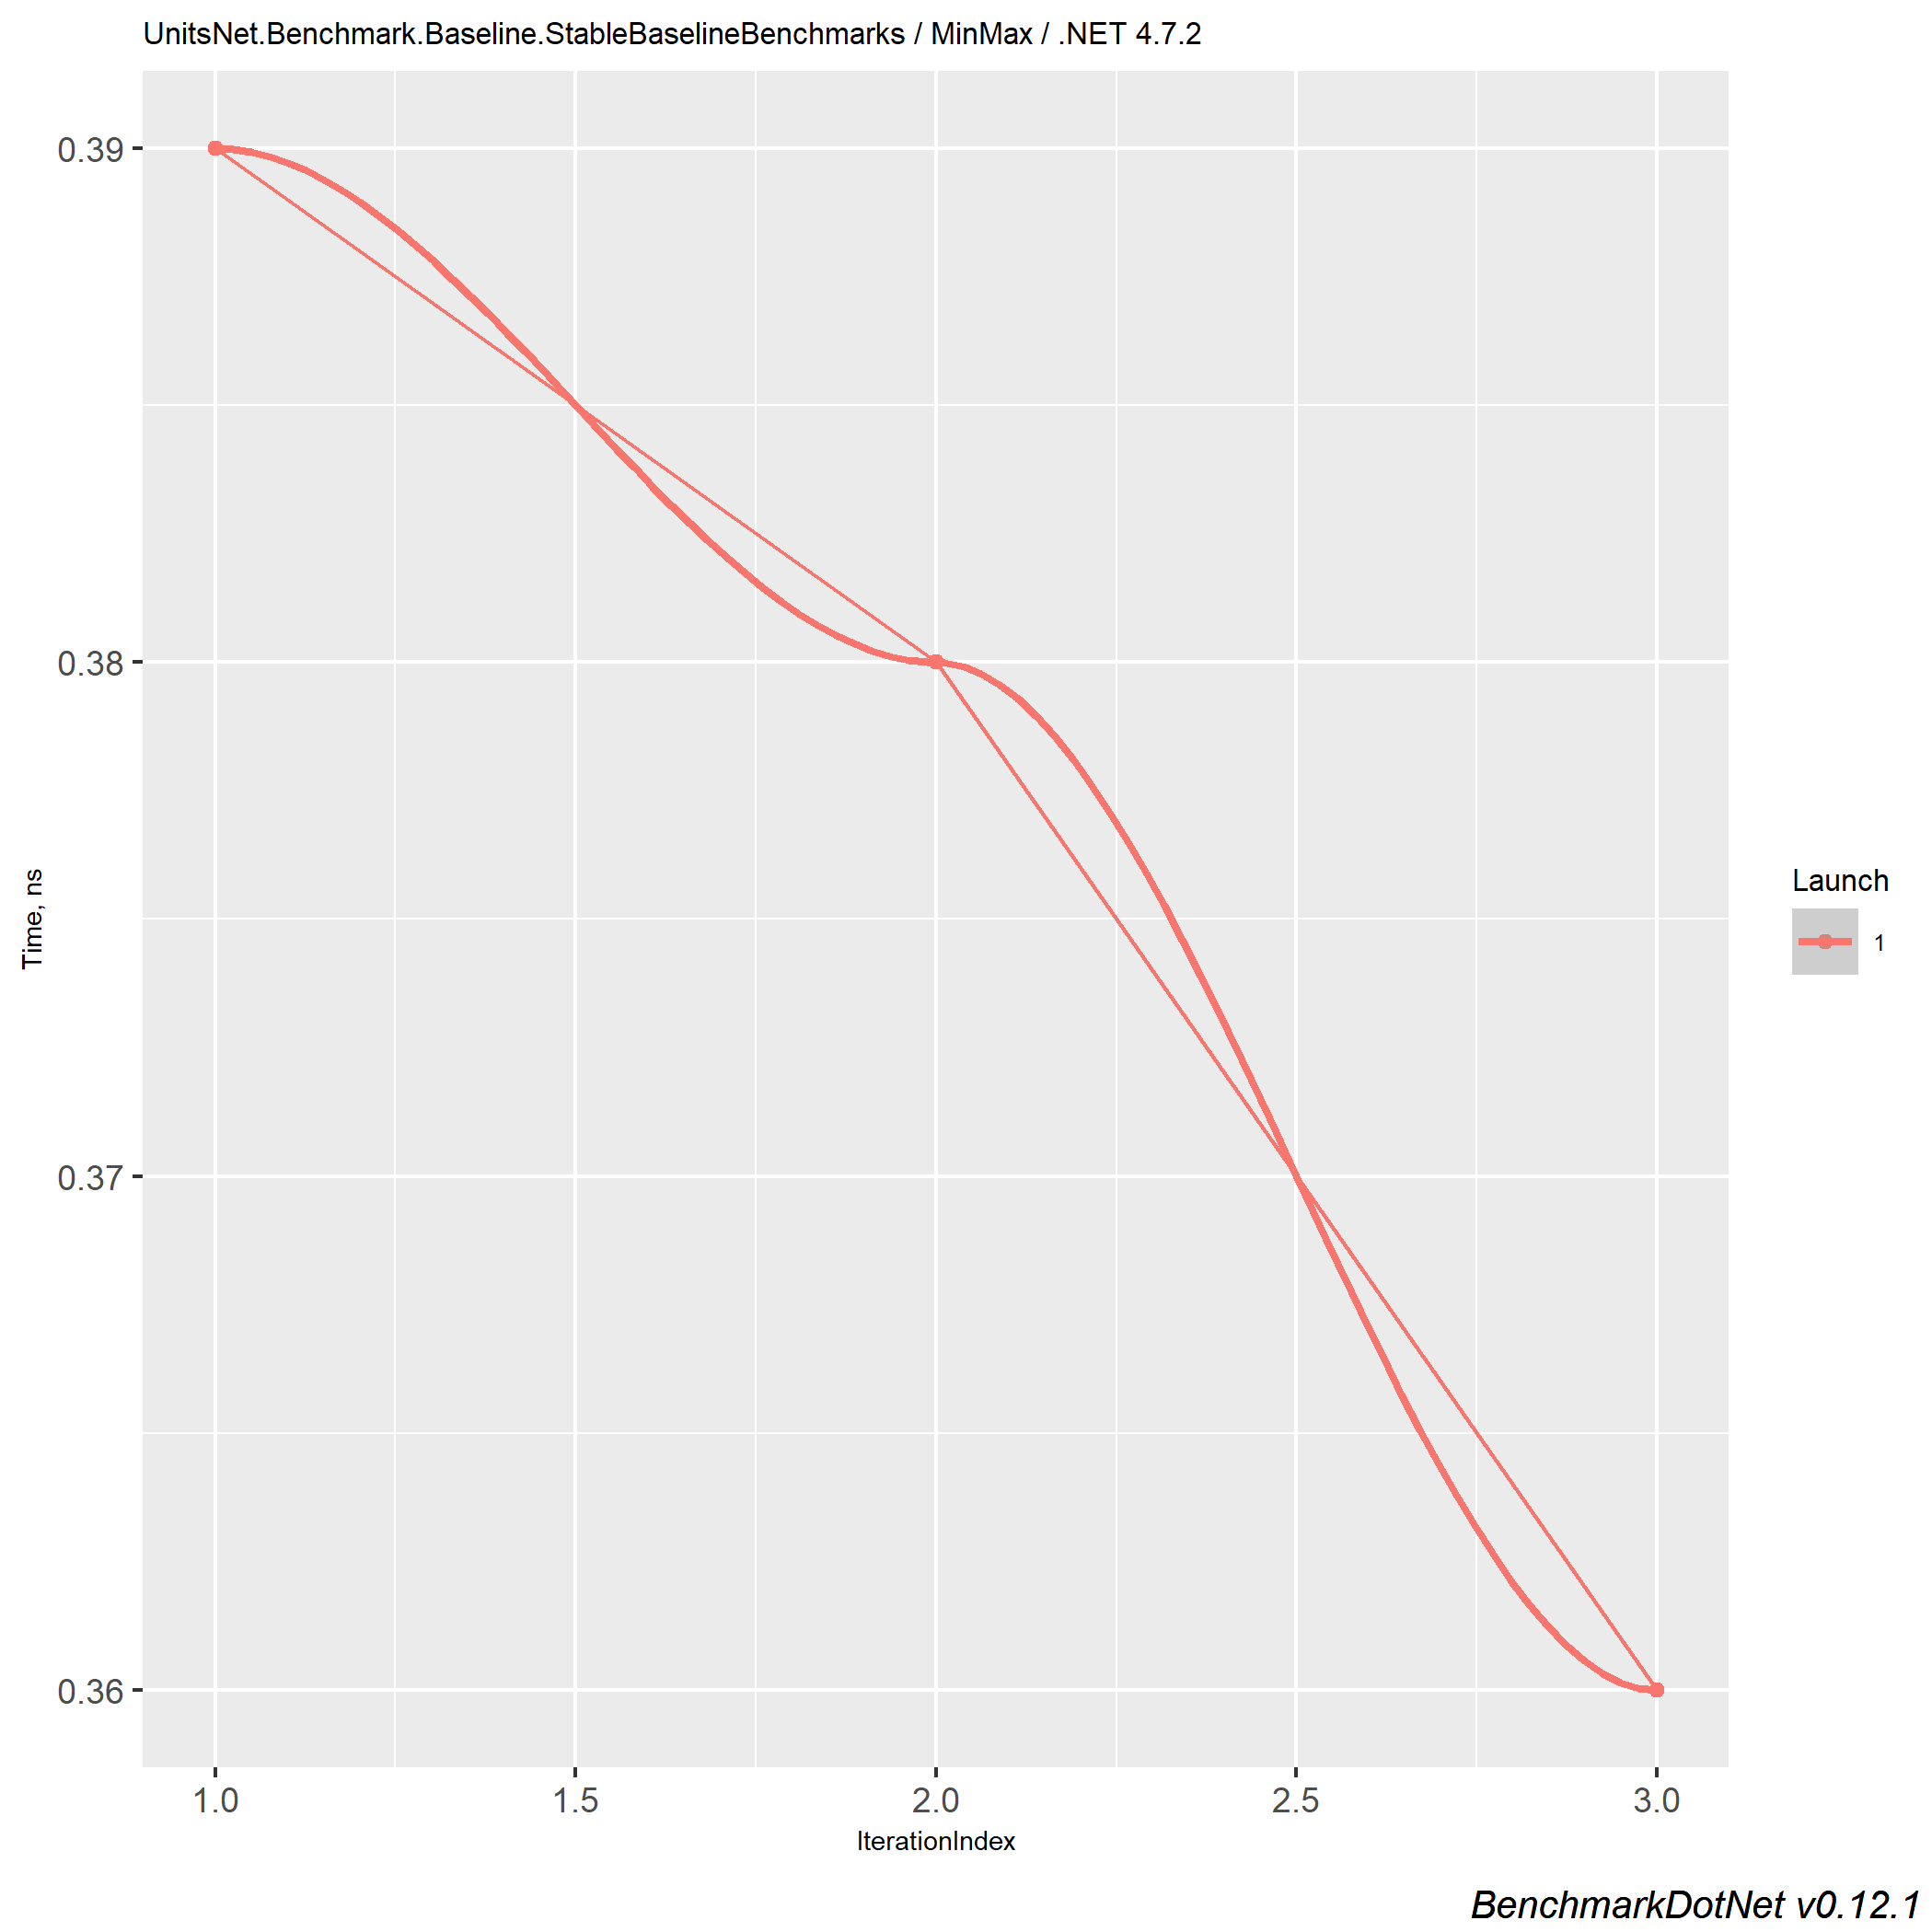 UnitsNet.Benchmark.Baseline.StableBaselineBenchmarks / MinMax / .NET 4.7.2
0.39
0.38
0.37
0.36
Time, ns
1.0 1.5 2.0 2.5 3.0
IterationIndex
Launch
1
BenchmarkDotNet v0.12.1